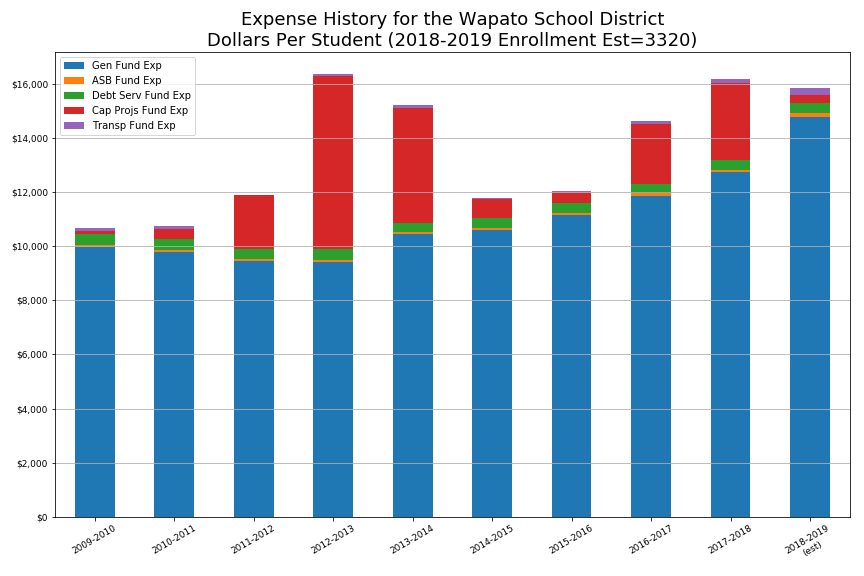 Expense History for the Wapato School District
Dollars Per Student (2018-2019 Enrollment Est=3320)
Gen Fund Exp
ASB Fund Exp
Debt Serv Fund Exp
Cap Projs Fund Exp
Transp Fund Exp
$16,000
$14,000
$12,000
$10,000
$8,000
$6,000
$4,000
$2,000
$0
2009-2010
2010-2011
2011-2012
2012-2013
2013-2014
2014-2015
2015-2016
2016-2017
2017-2018
2018-2019
(est)